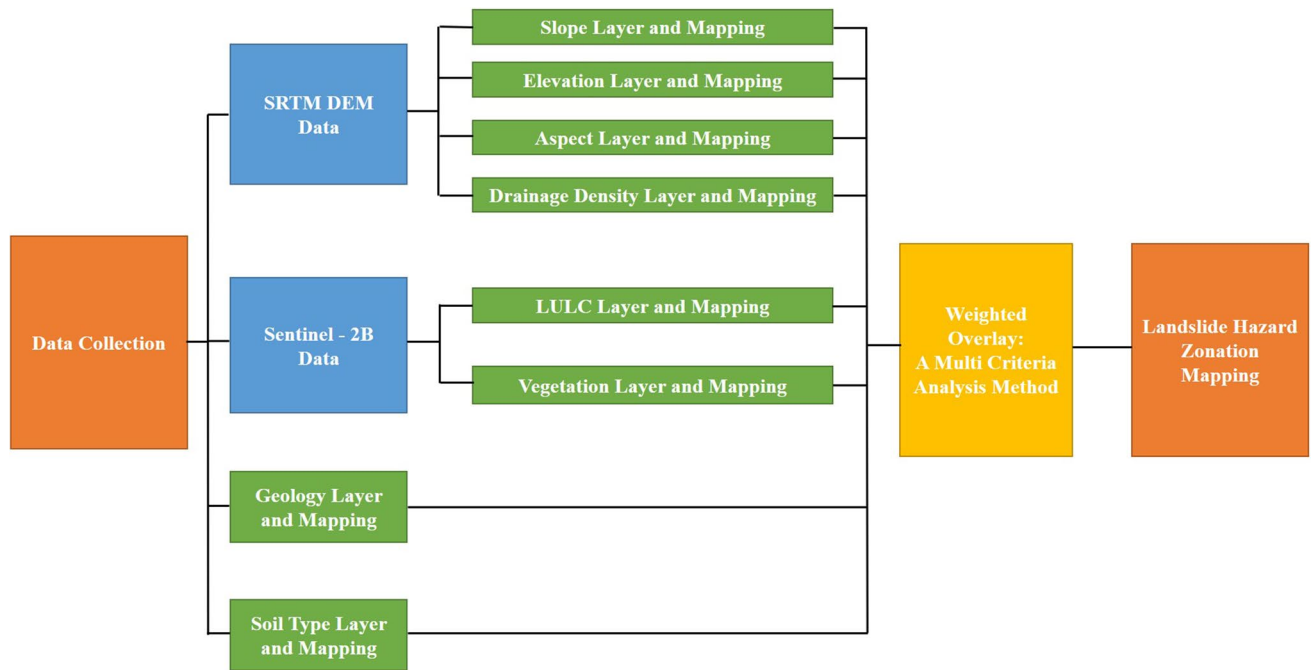 Data Collection
SRTM DEM
Data
Sentinel - 2B
Data
Geology Layer
and Mapping
Soil Type Layer
and Mapping
Slope Layer and Mapping
Elevation Layer and Mapping
Aspect Layer and Mapping
Drainage Density Layer and Mapping
LULC Layer and Mapping
Vegetation Layer and Mapping
Weighted
Overlay:
A Multi Criteria
Analysis Method
Landslide Hazard
Zonation
Mapping